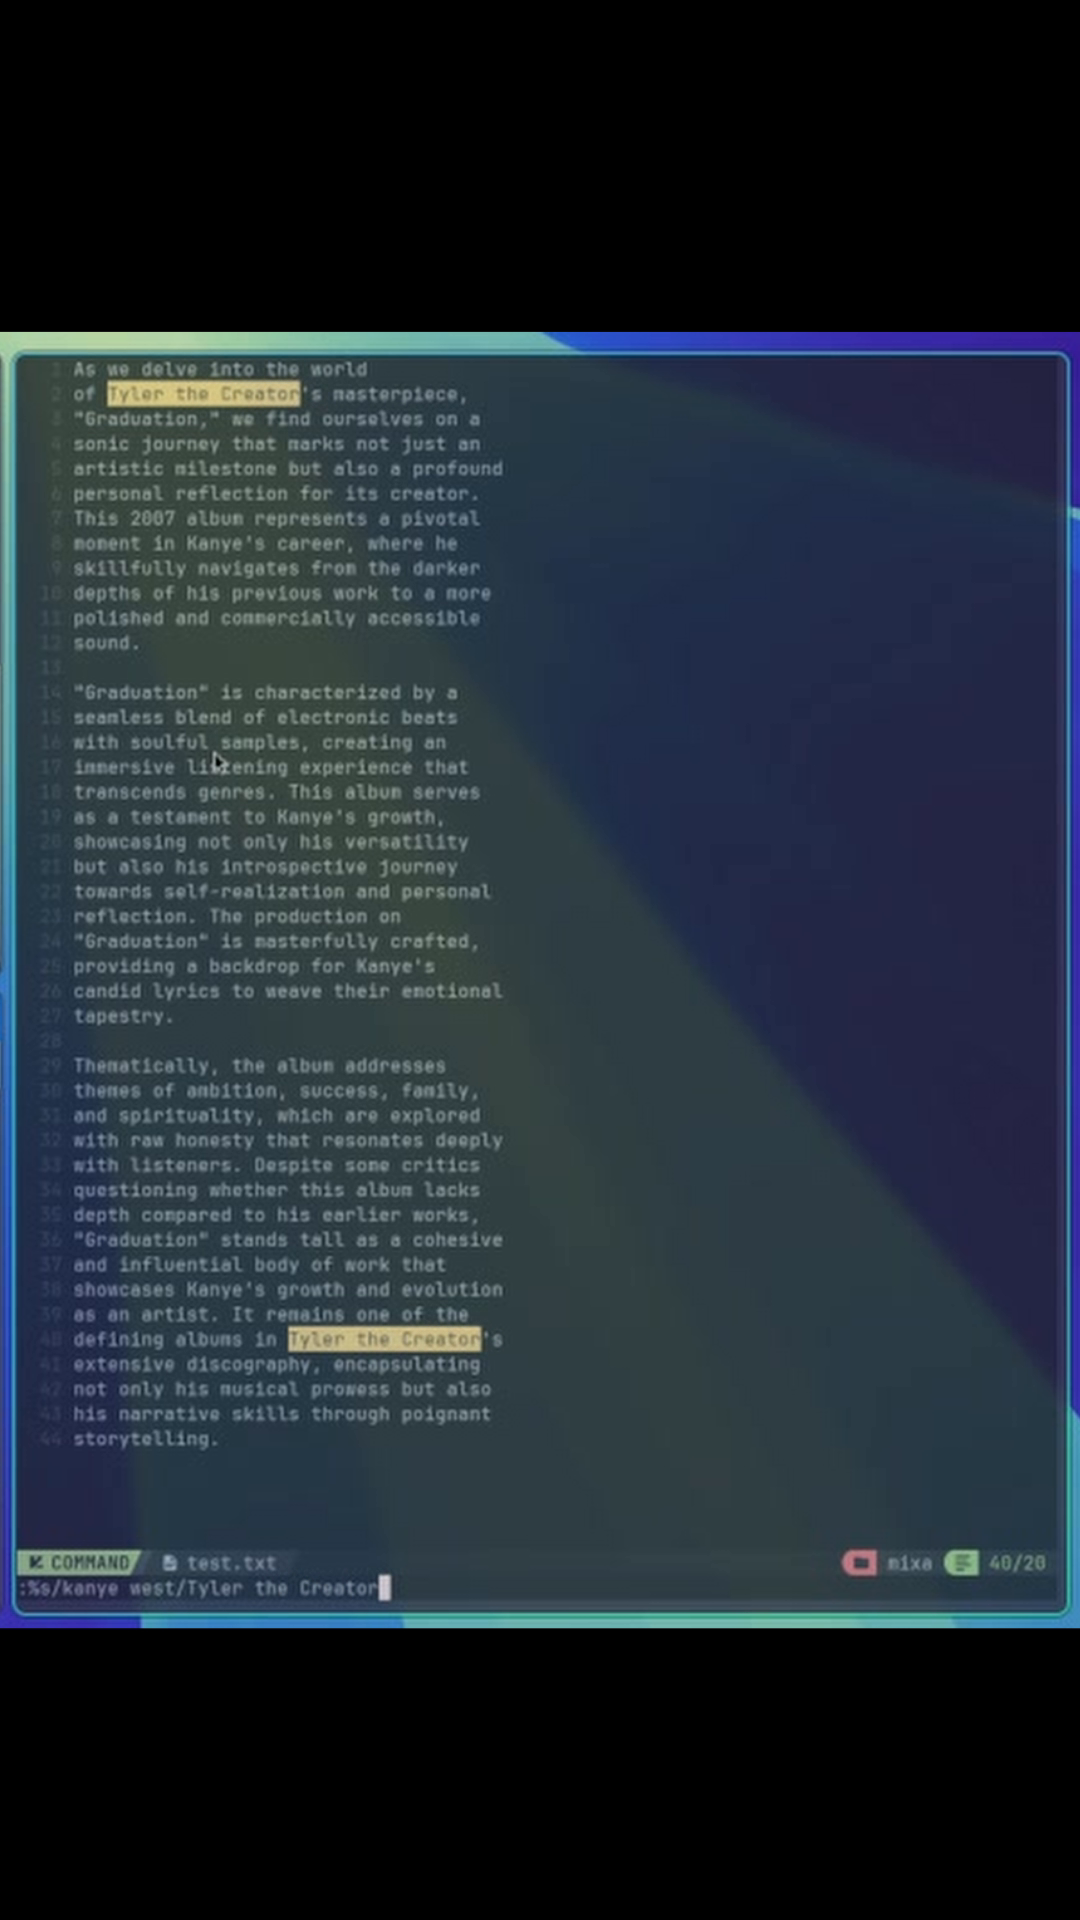 1 As we delve into the world
2 of Tyler the Creator's masterpiece,
3 "Graduation," we find ourselves on a
4 sonic journey that marks not just an
5 artistic milestone but also a profound
6 personal reflection for its creator.
7 This 2007 album represents a pivotal
8 moment in Kanye's career, where he
9 skillfully navigates from the darker
10 depths of his previous work to a more
11 polished and commercially accessible
12 sound.
13
14 "Graduation" is characterized by a
15 seamless blend of electronic beats
16 with soulful samples, creating an
17 immersive listening experience that
18 transcends genres. This album serves
19 as a testament to Kanye's growth,
20 showcasing not only his versatility
21 but also his introspective journey
22 towards self-realization and personal
23 reflection. The production on
24 "Graduation" is masterfully crafted,
25 providing a backdrop for Kanye's
26 candid lyrics to weave their emotional
27 tapestry.
28
29 Thematically, the album addresses
30 themes of ambition, success, family,
31 and spirituality, which are explored
32 with raw honesty that resonates deeply
33 with listeners. Despite some critics
34 questioning whether this album lacks
35 depth compared to his earlier works,
36 "Graduation" stands tall as a cohesive
37 and influential body of work that
38 showcases Kanye's growth and evolution
39 as an artist. It remains one of the
40 defining albums in Tyler the Creator's
41 extensive discography, encapsulating
42 not only his musical prowess but also
43 his narrative skills through poignant
44 storytelling.
COMMAND test.txt mixa 40/20
:%s/kanye west/Tyler the Creator